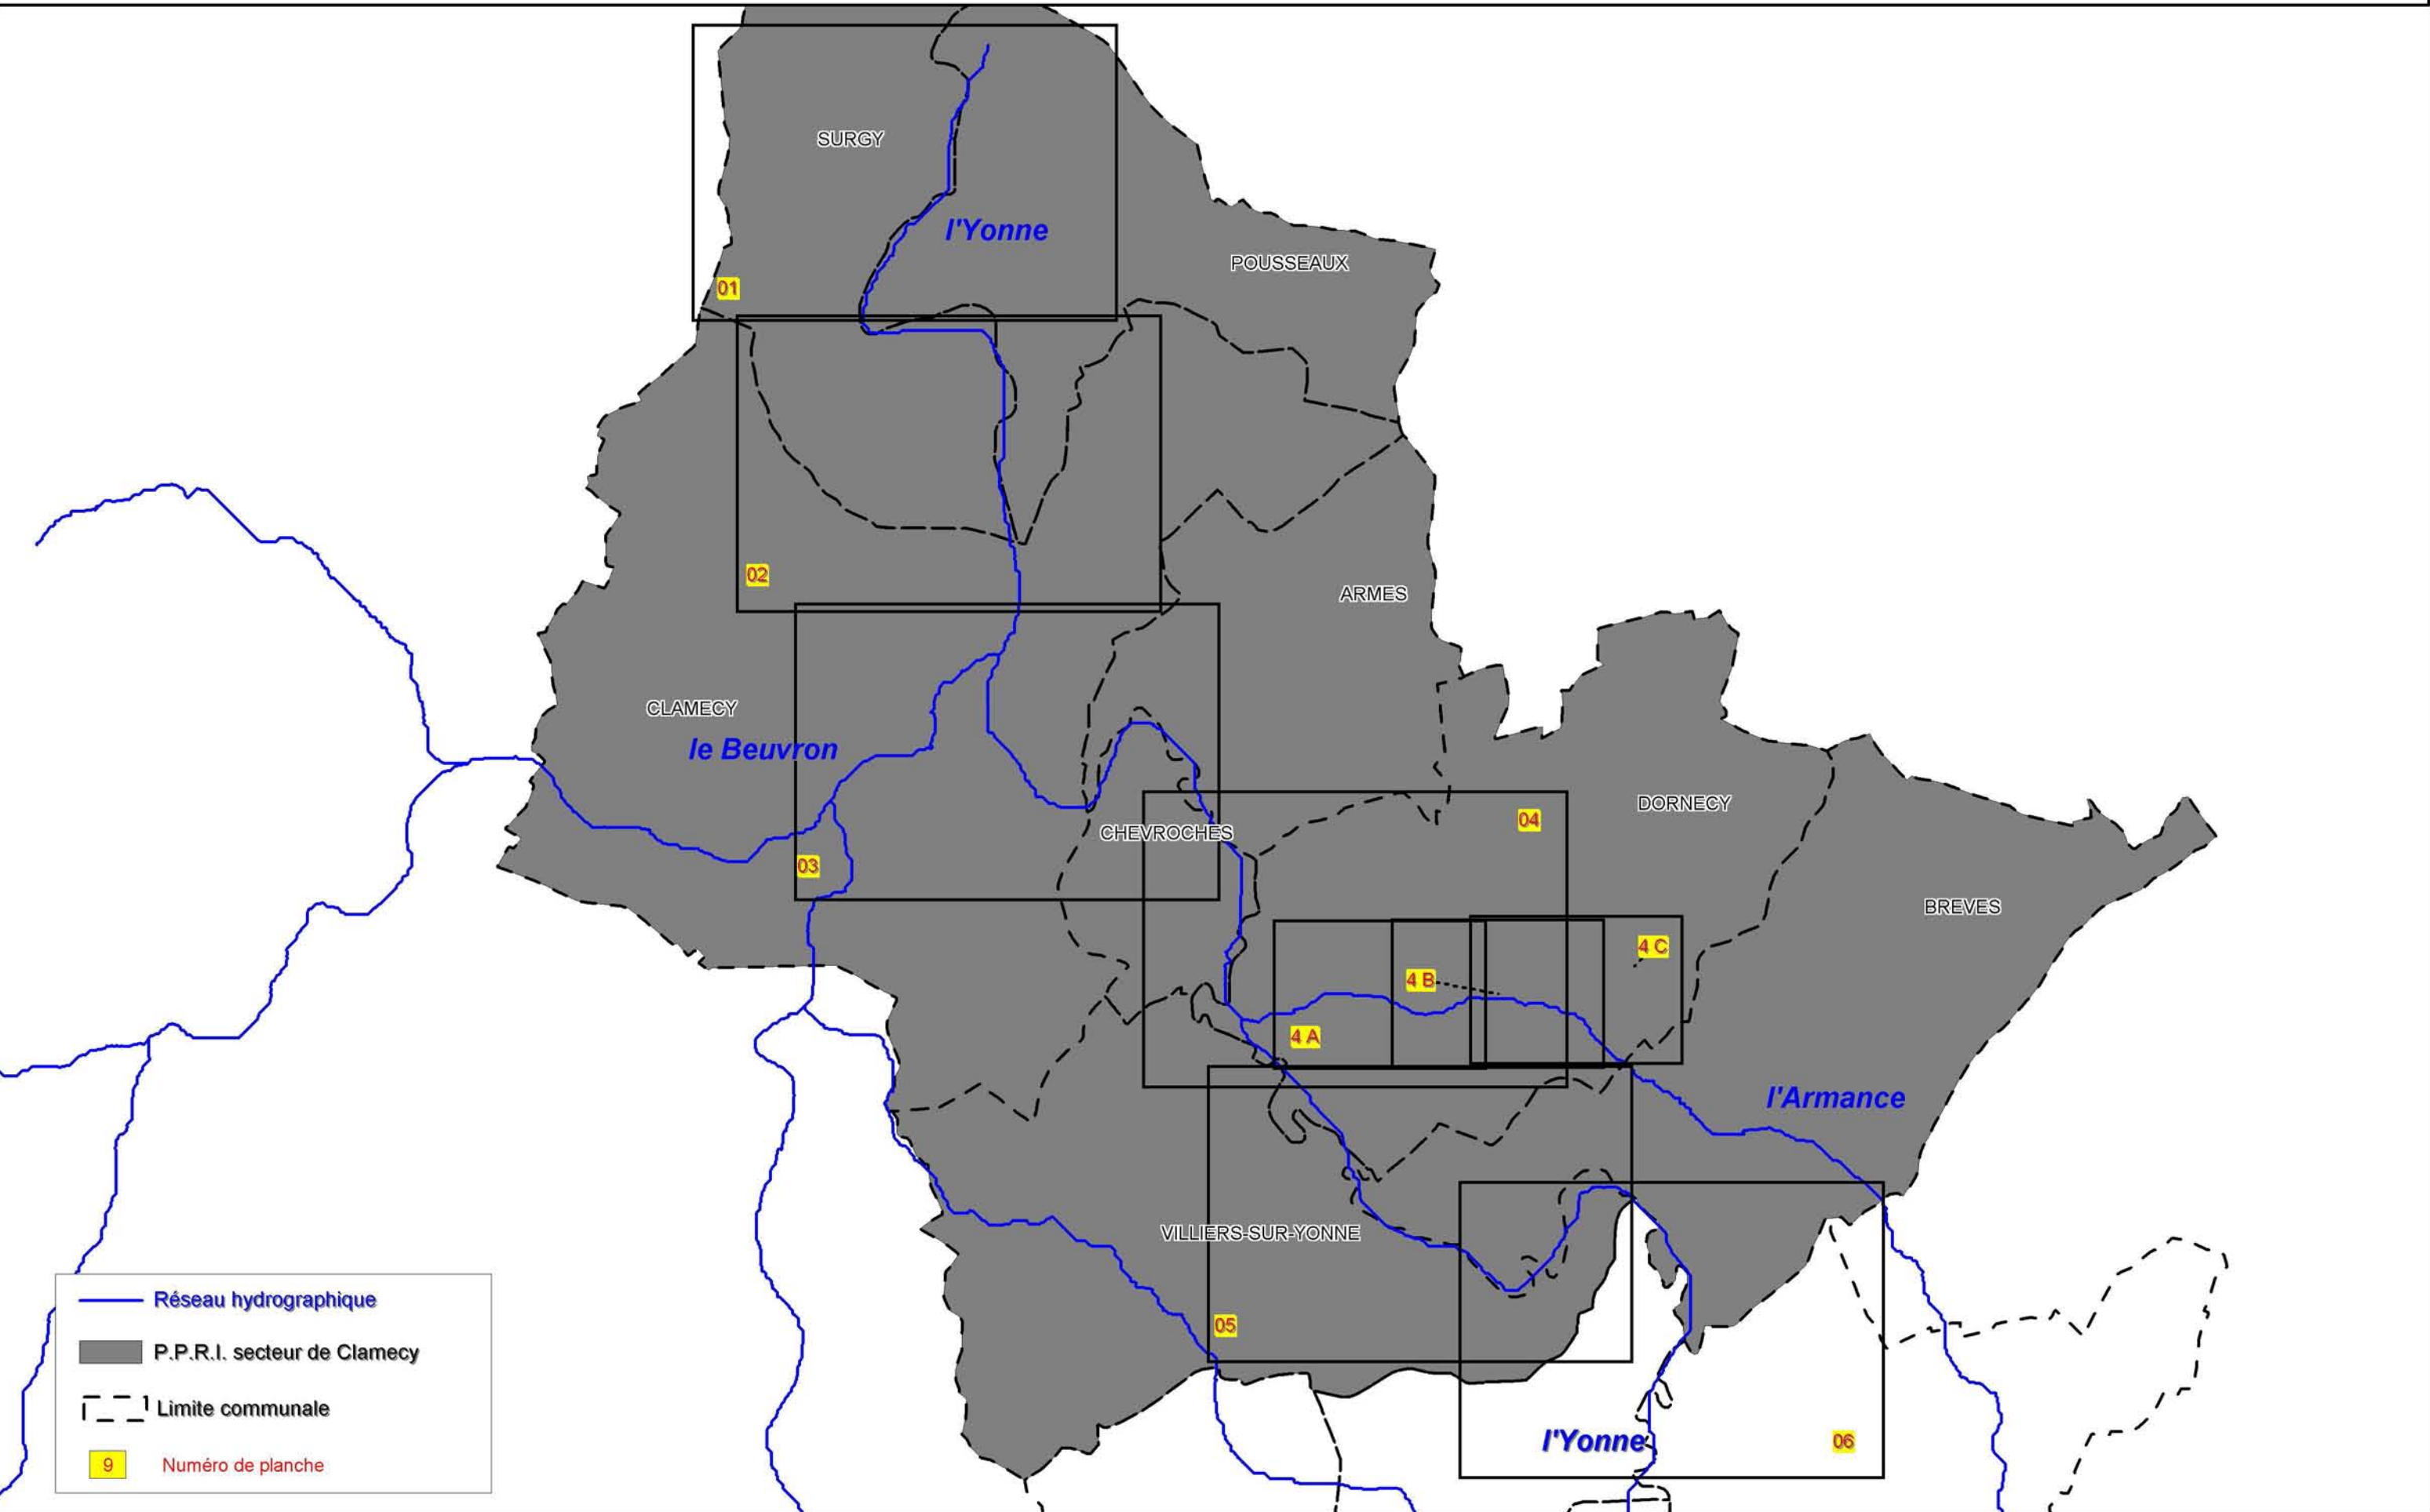 SURGY
l'Yonne
POUSSEAUX
01
02
ARMES
CLAMECY
le Beuvron
DORNECY
04
CHEVROCHES
03
BREVES
4 C
4 B
4 A
l'Armance
VILLIERS-SUR-YONNE
05
l'Yonne
06
Réseau hydrographique
P.P.R.I. secteur de Clamecy
Limite communale
9 Numéro de planche